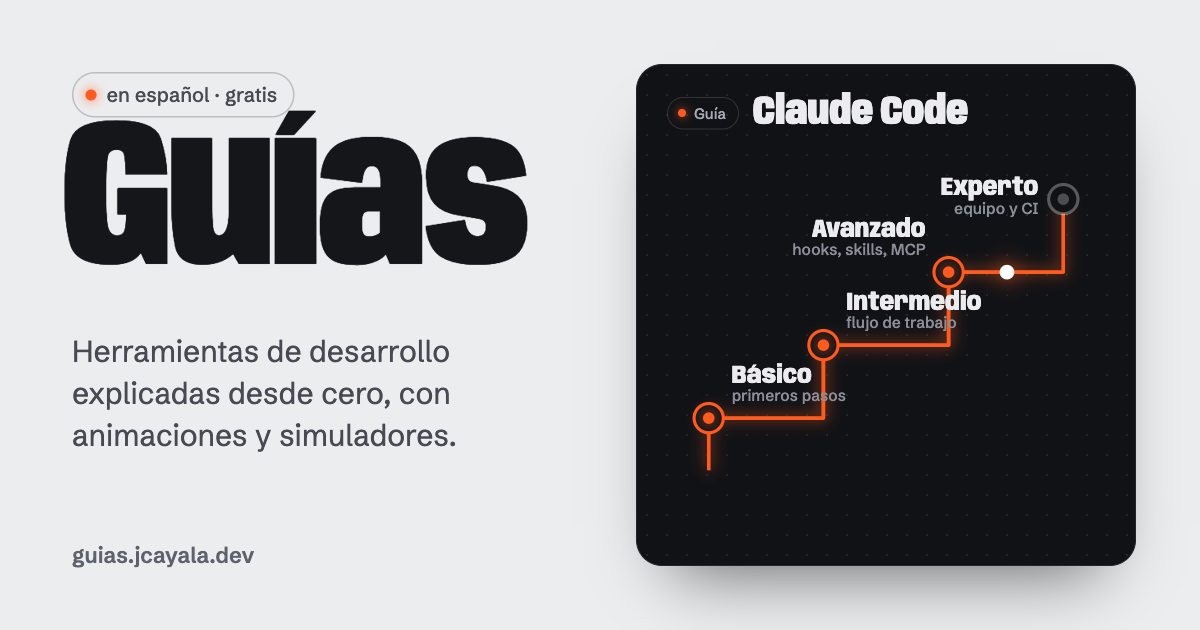 en español · gratis
Guías
Herramientas de desarrollo
explicadas desde cero, con
animaciones y simuladores.
guias.jcayala.dev
Guía
Claude Code
Experto
equipo y CI
Avanzado
hooks, skills, MCP
Intermedio
flujo de trabajo
Básico
primeros pasos